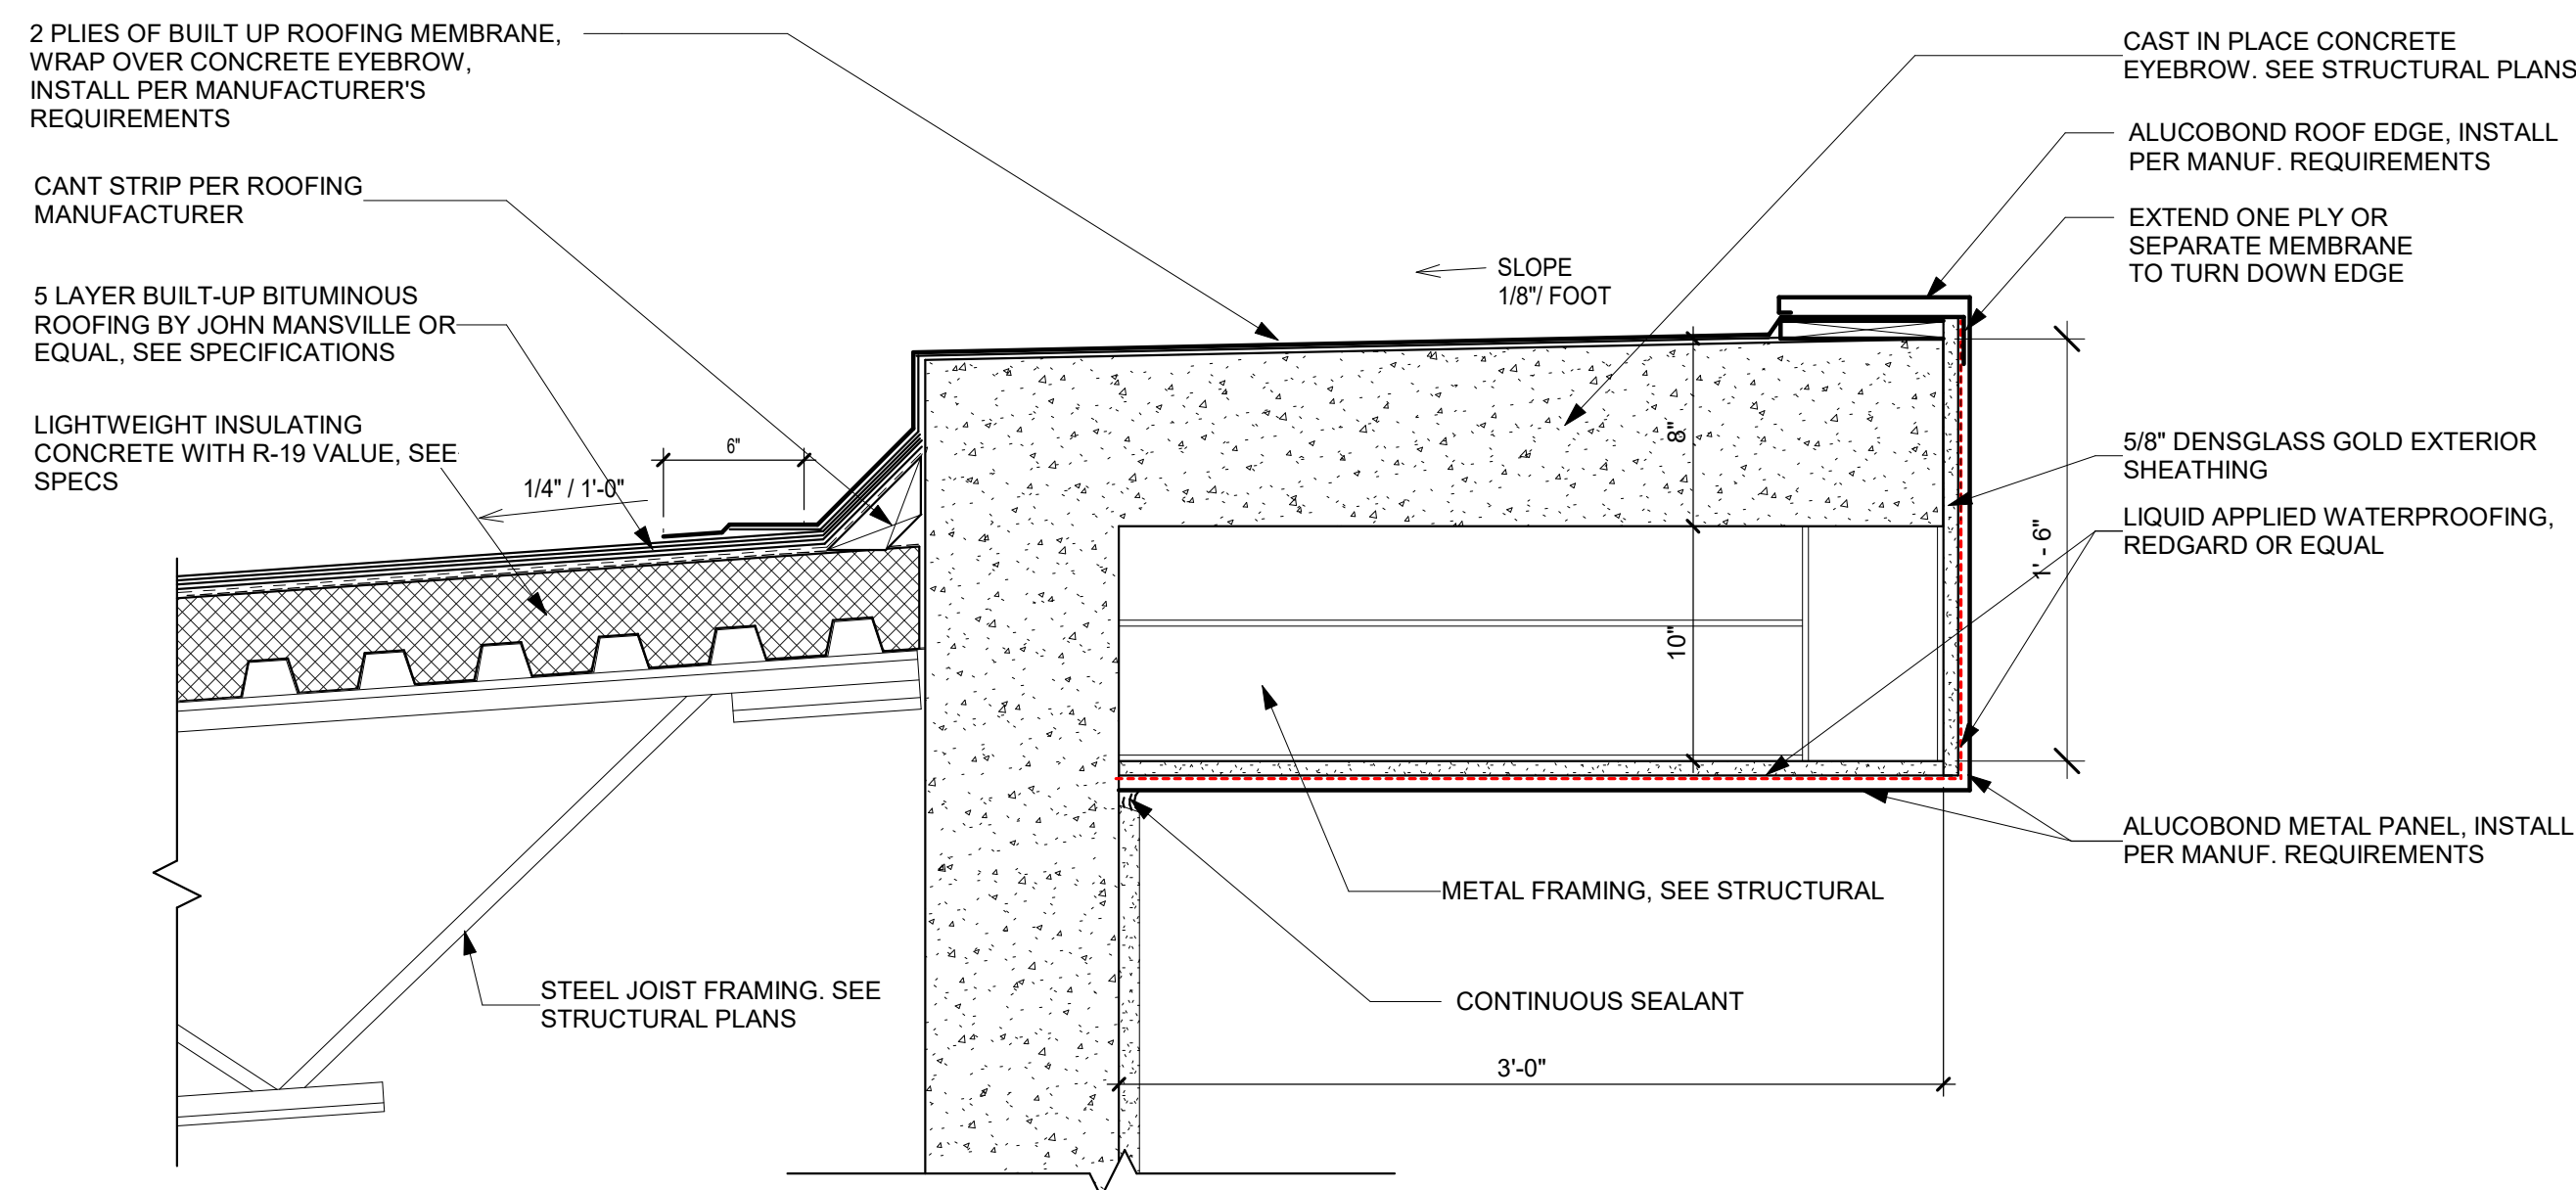 2 PLIES OF BUILT UP ROOFING MEMBRANE,
WRAP OVER CONCRETE EYEBROW,
INSTALL PER MANUFACTURER'S
REQUIREMENTS
CANT STRIP PER ROOFING
MANUFACTURER
5 LAYER BUILT-UP BITUMINOUS
ROOFING BY JOHN MANSVILLE OR
EQUAL, SEE SPECIFICATIONS
LIGHTWEIGHT INSULATING
CONCRETE WITH R-19 VALUE, SEE
SPECS
6"
1/4" / 1'-0"
SLOPE
1/8"/ FOOT
CAST IN PLACE CONCRETE
EYEBROW. SEE STRUCTURAL PLANS
ALUCOBOND ROOF EDGE, INSTALL
PER MANUF. REQUIREMENTS
EXTEND ONE PLY OR
SEPARATE MEMBRANE
TO TURN DOWN EDGE
8"
10"
1' - 6"
5/8" DENSGLASS GOLD EXTERIOR
SHEATHING
LIQUID APPLIED WATERPROOFING,
REDGARD OR EQUAL
ALUCOBOND METAL PANEL, INSTALL
PER MANUF. REQUIREMENTS
METAL FRAMING, SEE STRUCTURAL
STEEL JOIST FRAMING. SEE
STRUCTURAL PLANS
CONTINUOUS SEALANT
3'-0"